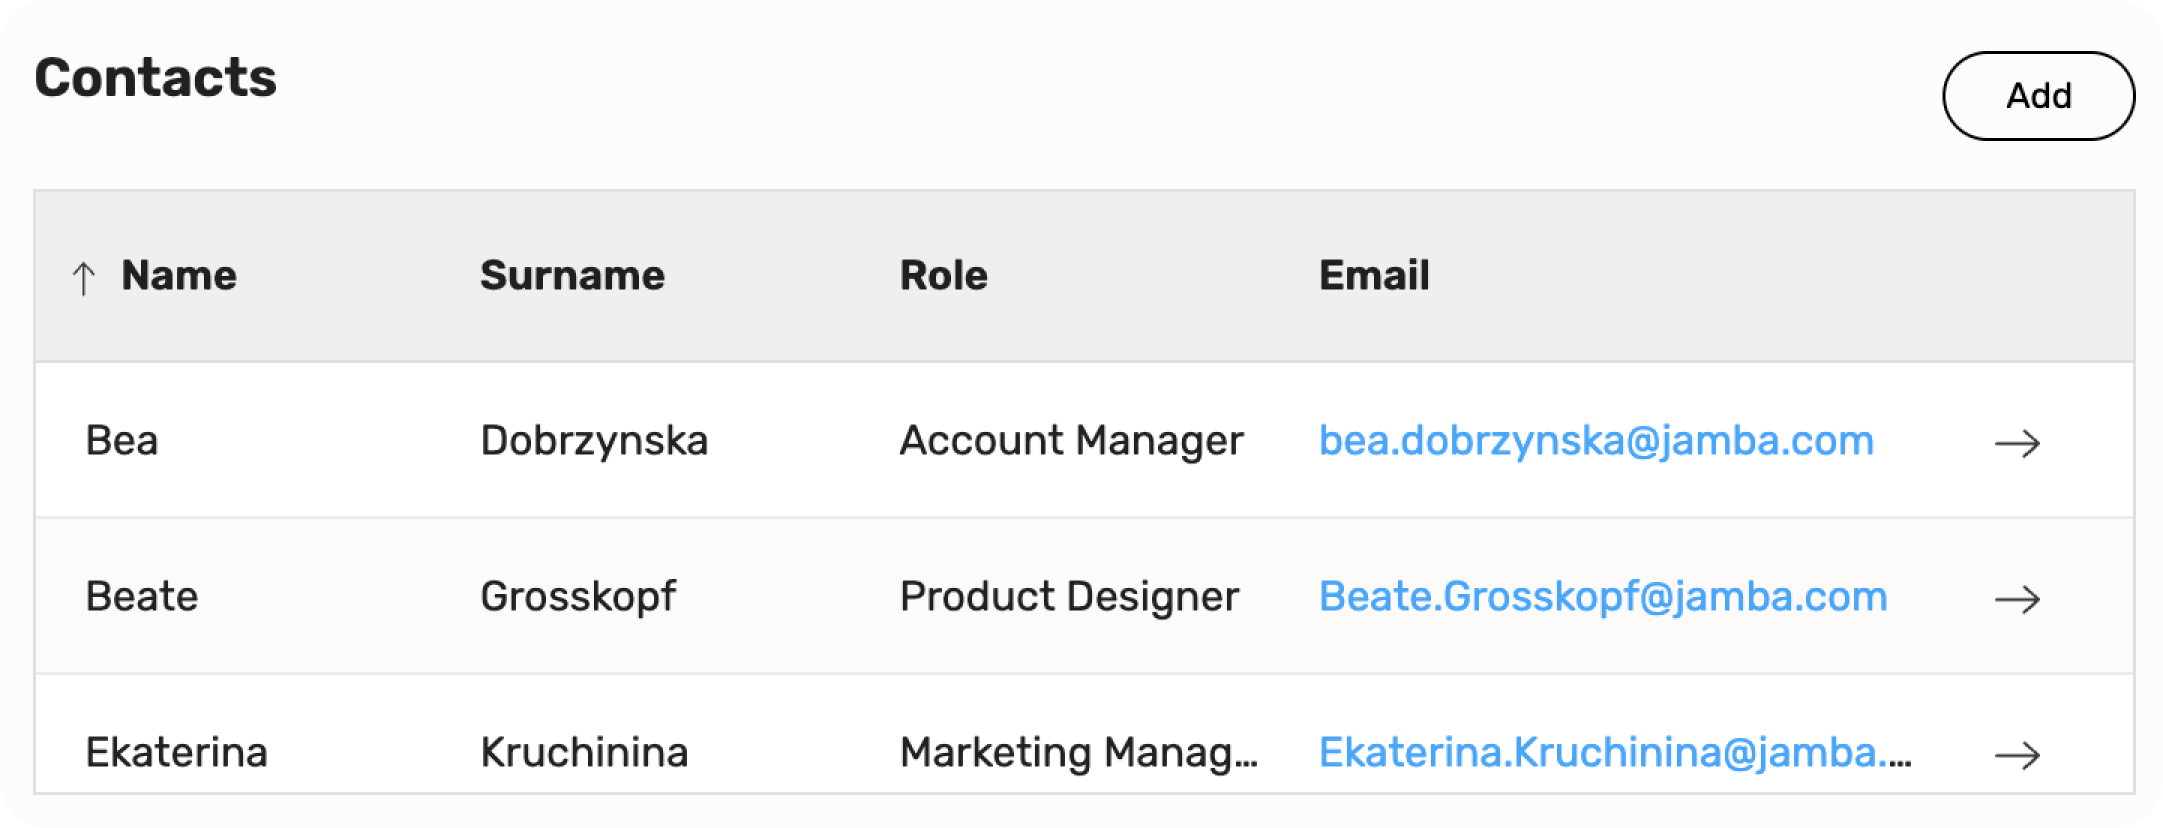 Contacts
Add
Name Surname Role Email
Bea Dobrzynska Account Manager bea.dobrzynska@jamba.com
Beate Grosskopf Product Designer Beate.Grosskopf@jamba.com
Ekaterina Kruchinina Marketing Manag... Ekaterina.Kruchinina@jamba....